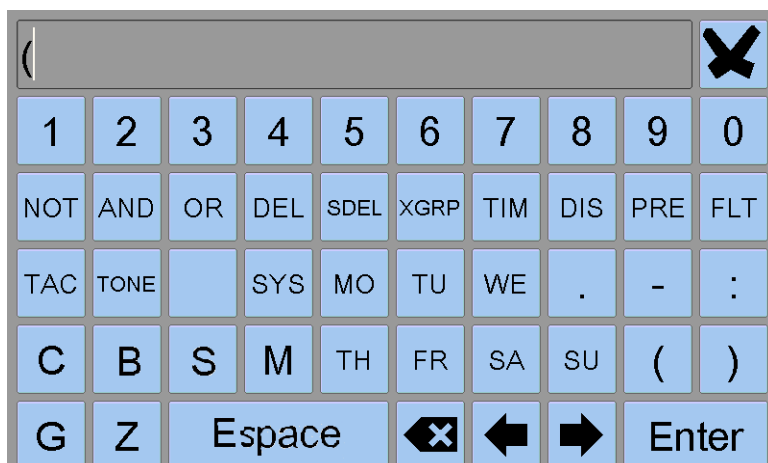 (
1 2 3 4 5 6 7 8 9 0
NOT AND OR DEL SDEL XGRP TIM DIS PRE FLT
TAC TONE SYS MO TU WE . - :
C B S M TH FR SA SU ( )
G Z Espace Enter